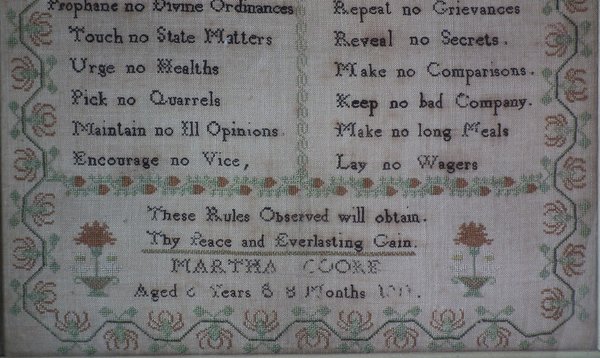 Prophane no Divine Ordinances
Touch no State Matters
Urge no Healths
Pick no Quarrels
Maintain no Ill Opinions
Encourage no Vice,
Repeat no Grievances
Reveal no Secrets.
Make no Comparisons.
Keep no bad Company.
Make no long Meals
Lay no Wagers
These Rules Observed will obtain.
Thy Peace and Everlasting Gain.
MARTHA COOKE
Aged 6 Years & 8 Months